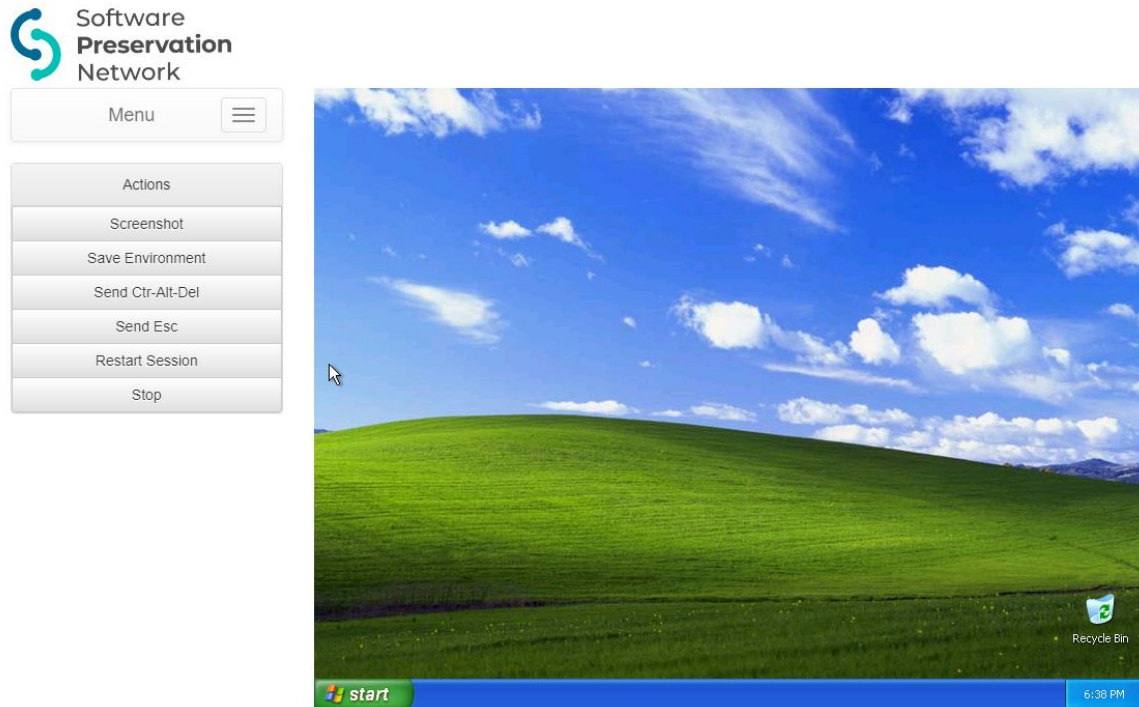 Software
Preservation
Network
Menu
Actions
Screenshot
Save Environment
Send Ctr-Alt-Del
Send Esc
Restart Session
Stop
Recycle Bin
start
6:38 PM